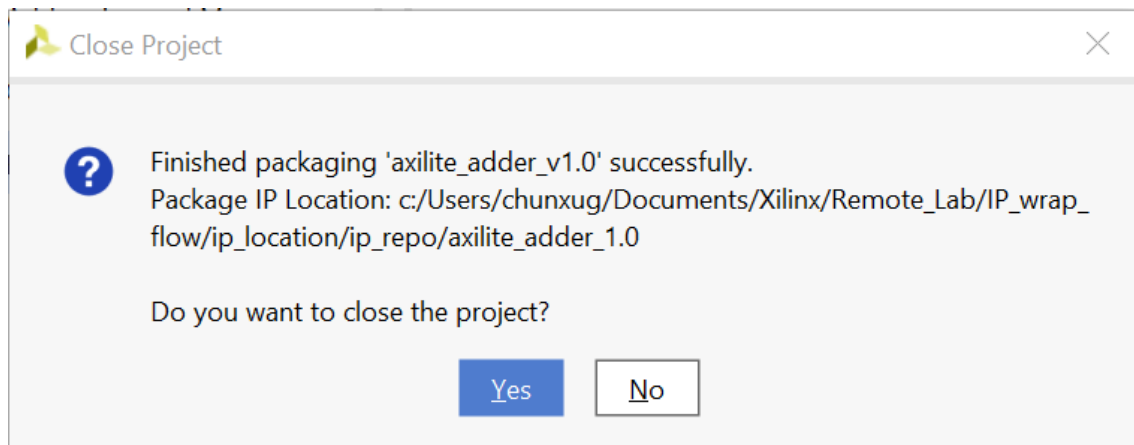 Close Project
Finished packaging 'axilite_adder_v1.0' successfully.
Package IP Location: c:/Users/chunxug/Documents/Xilinx/Remote_Lab/IP_wrap_
flow/ip_location/ip_repo/axilite_adder_1.0
Do you want to close the project?
Yes No